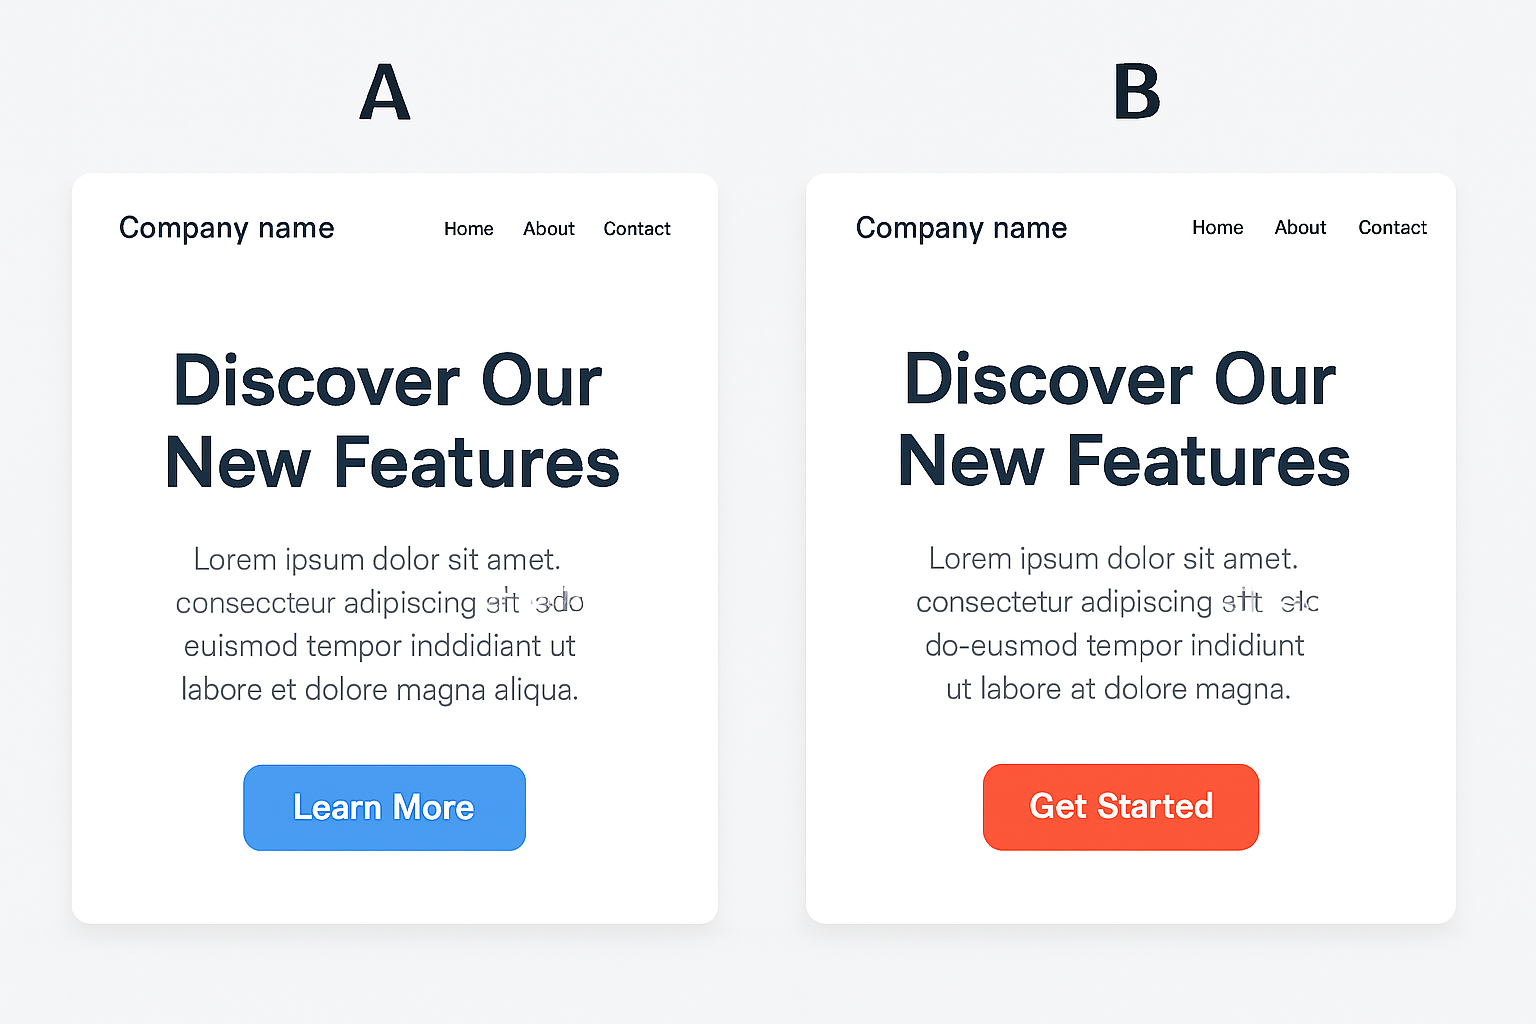 A
Company name
Home About Contact
Discover Our
New Features
Lorem ipsum dolor sit amet.
conseccteur adipiscing
euismod tempor inddidiant ut
labore et dolore magna aliqua.
Learn More
B
Company name
Home About Contact
Discover Our
New Features
Lorem ipsum dolor sit amet.
consectetur adipiscing
do-eusmod tempor indidiunt
ut labore at dolore magna.
Get Started